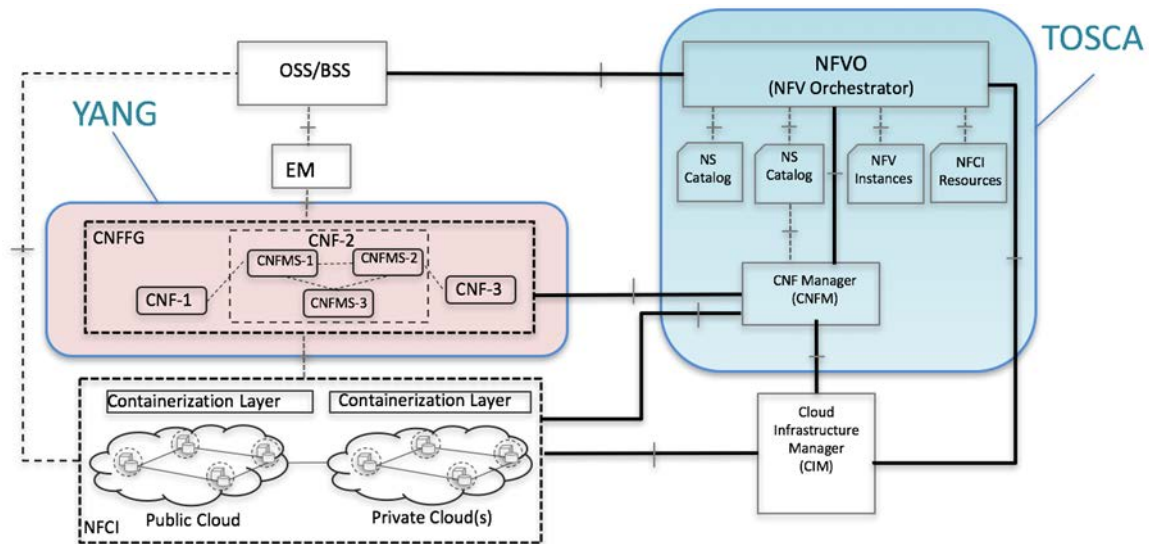 TOSCA
OSS/BSS
NFVO
(NFV Orchestrator)
YANG
EM
NS
Catalog
NS
Catalog
NFV
Instances
NFCI
Resources
CNFFG
CNF-2
CNFMS-1
CNFMS-2
CNF-1
CNFMS-3
CNF-3
CNF Manager
(CNFM)
Containerization Layer
Containerization Layer
Cloud
Infrastructure
Manager
(CIM)
Public Cloud
Private Cloud(s)
NFCI